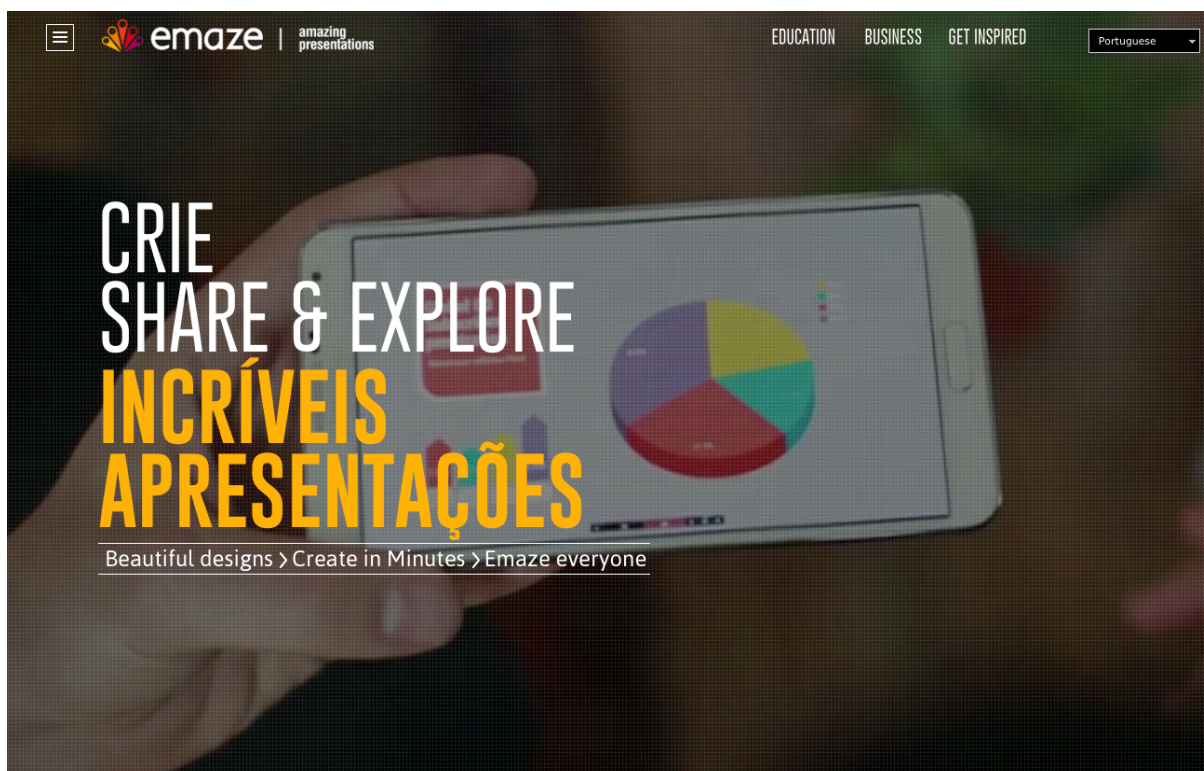 emaze | amazing
presentations
EDUCATION BUSINESS GET INSPIRED Portuguese
CRIE
SHARE & EXPLORE
INCRÍVEIS
APRESENTAÇÕES
Beautiful designs > Create in Minutes > Emaze everyone